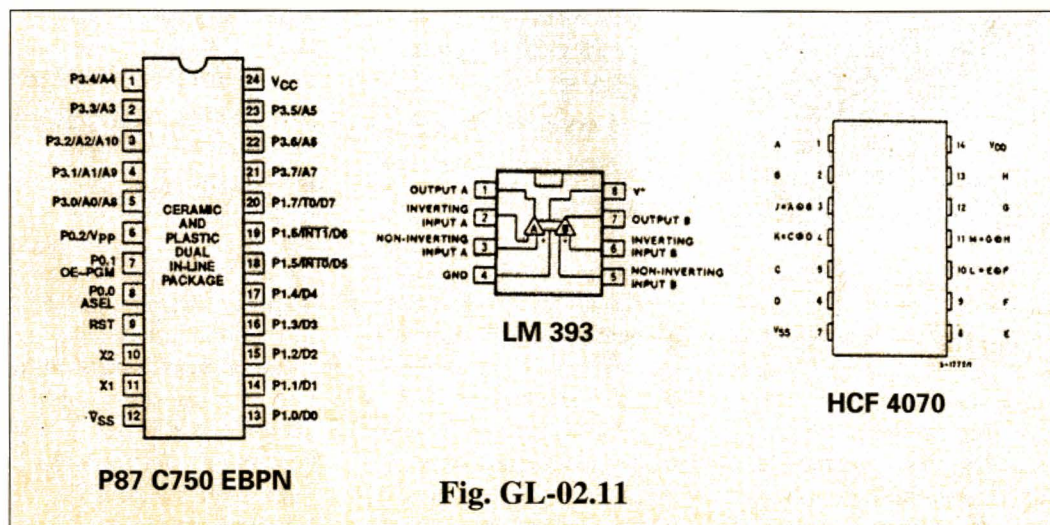 P3.4/A4 1
P3.3/A3 2
P3.2/A2/A10 3
P3.1/A1/A9 4
P3.0/A0/A8 5
P0.2/VPP 6
P0.1
OE-PGM 7
P0.0
ASEL 8
RST 9
X2 10
X1 11
VSS 12
CERAMIC
AND
PLASTIC
DUAL
IN-LINE
PACKAGE
24 VCC
23 P3.5/A5
22 P3.6/A6
21 P3.7/A7
20 P1.7/T0/D7
19 P1.6/INT1/D6
18 P1.5/INT0/D5
17 P1.4/D4
16 P1.3/D3
15 P1.2/D2
14 P1.1/D1
13 P1.0/D0
P87 C750 EBPN
OUTPUT A 1
INVERTING
INPUT A 2
NON-INVERTING
INPUT A 3
GND 4
A
B
8 V+
7 OUTPUT B
6 INVERTING
INPUT B
5 NON-INVERTING
INPUT B
LM 393
A 1
B 2
J=A⊕B 3
K=C⊕D 4
C 5
D 6
VSS 7
14 VDD
13 H
12 G
11 M=G⊕H
10 L=E⊕F
9 F
8 E
HCF 4070
Fig. GL-02.11